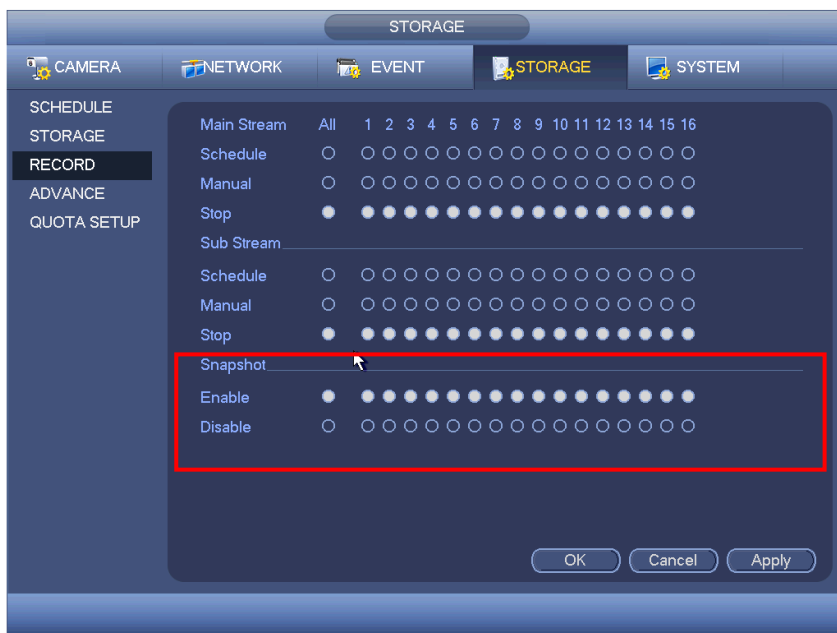 STORAGE
CAMERA NETWORK EVENT STORAGE SYSTEM
SCHEDULE
STORAGE
RECORD
ADVANCE
QUOTA SETUP
Main Stream All 1 2 3 4 5 6 7 8 9 10 11 12 13 14 15 16
Schedule
Manual
Stop
Sub Stream
Schedule
Manual
Stop
Snapshot
Enable
Disable
OK Cancel Apply